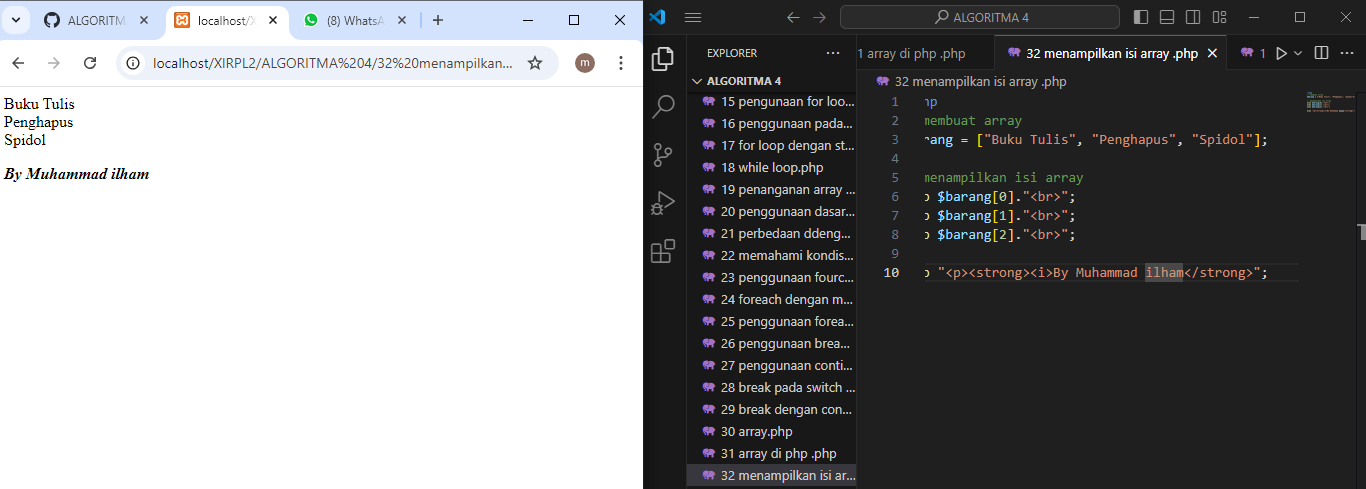 ALGORITM
localhost/XI
(8) WhatsA
localhost/XIRPL2/ALGORITMA%204/32%20menampilkan...
m
Buku Tulis
Penghapus
Spidol
By Muhammad ilham
ALGORITMA 4
EXPLORER
ALGORITMA 4
15 pengunaan for loo...
16 penggunaan pada...
17 for loop dengan st...
18 while loop.php
19 penanganan array ...
20 penggunaan dasar...
21 perbedaan ddeng...
22 memahami kondis...
23 penggunaan fourc...
24 foreach dengan m...
25 penggunaan forea...
26 penggunaan brea...
27 penggunaan conti...
28 break pada switch ...
29 break dengan con...
30 array.php
31 array di php .php
32 menampilkan isi ar...
1 array di php .php
32 menampilkan isi array .php
1
32 menampilkan isi array .php
1 hp
2 membuat array
3 rang = ["Buku Tulis", "Penghapus", "Spidol"];
4
5 menampilkan isi array
6 o $barang[0]."<br>";
7 o $barang[1]."<br>";
8 o $barang[2]."<br>";
9
10 o "<p><strong><i>By Muhammad ilham</strong>";